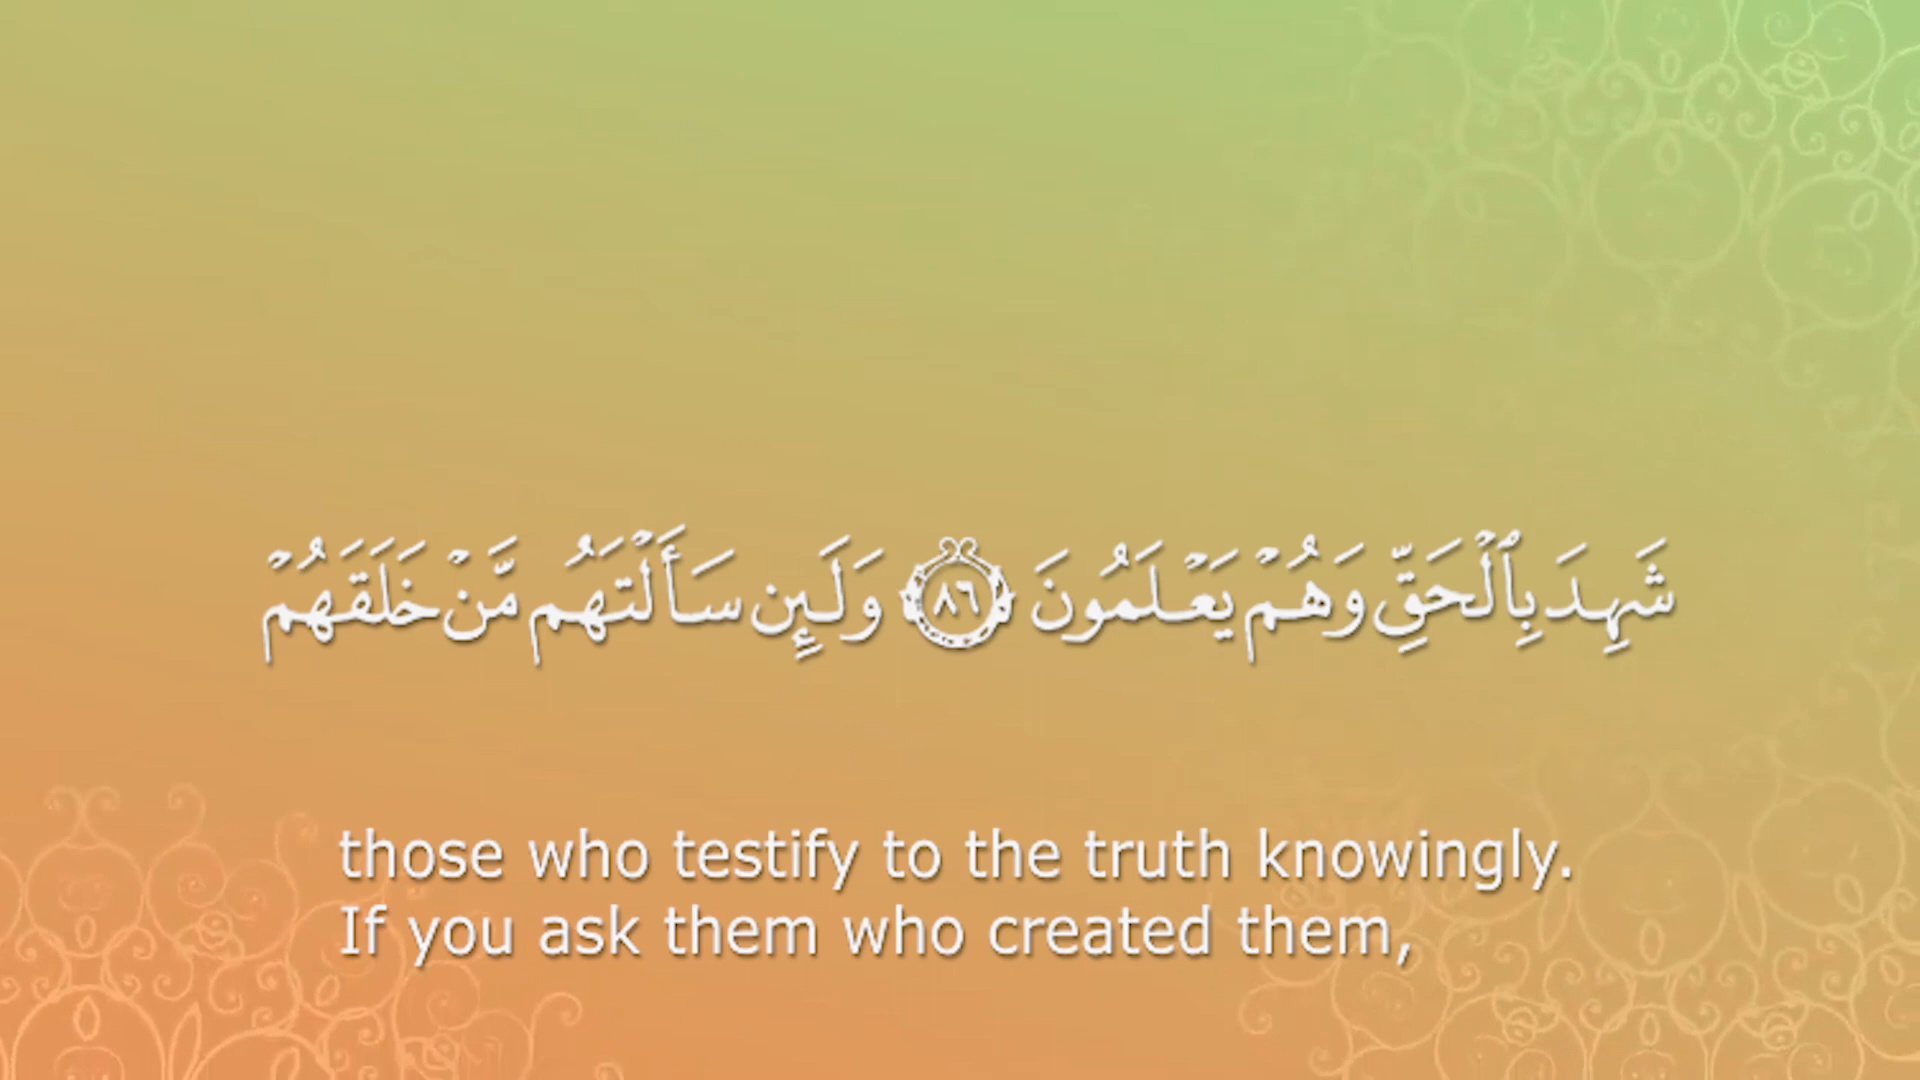 شَهِدَ بِٱلْحَقِّ وَهُمْ يَعْلَمُونَ ٨٦ وَلَئِن سَأَلْتَهُم مَّنْ خَلَقَهُمْ
those who testify to the truth knowingly.
If you ask them who created them,